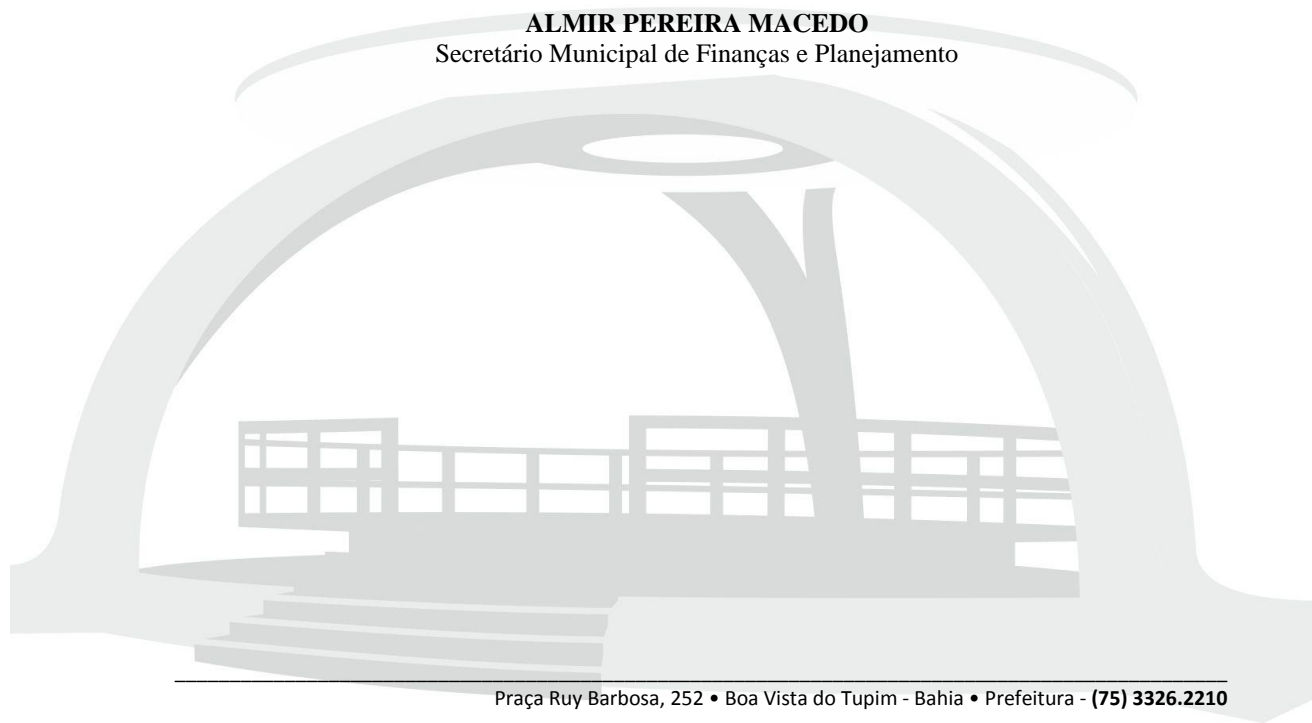 ALMIR PEREIRA MACEDO
Secretário Municipal de Finanças e Planejamento
Praça Ruy Barbosa, 252 • Boa Vista do Tupim - Bahia • Prefeitura - (75) 3326.2210